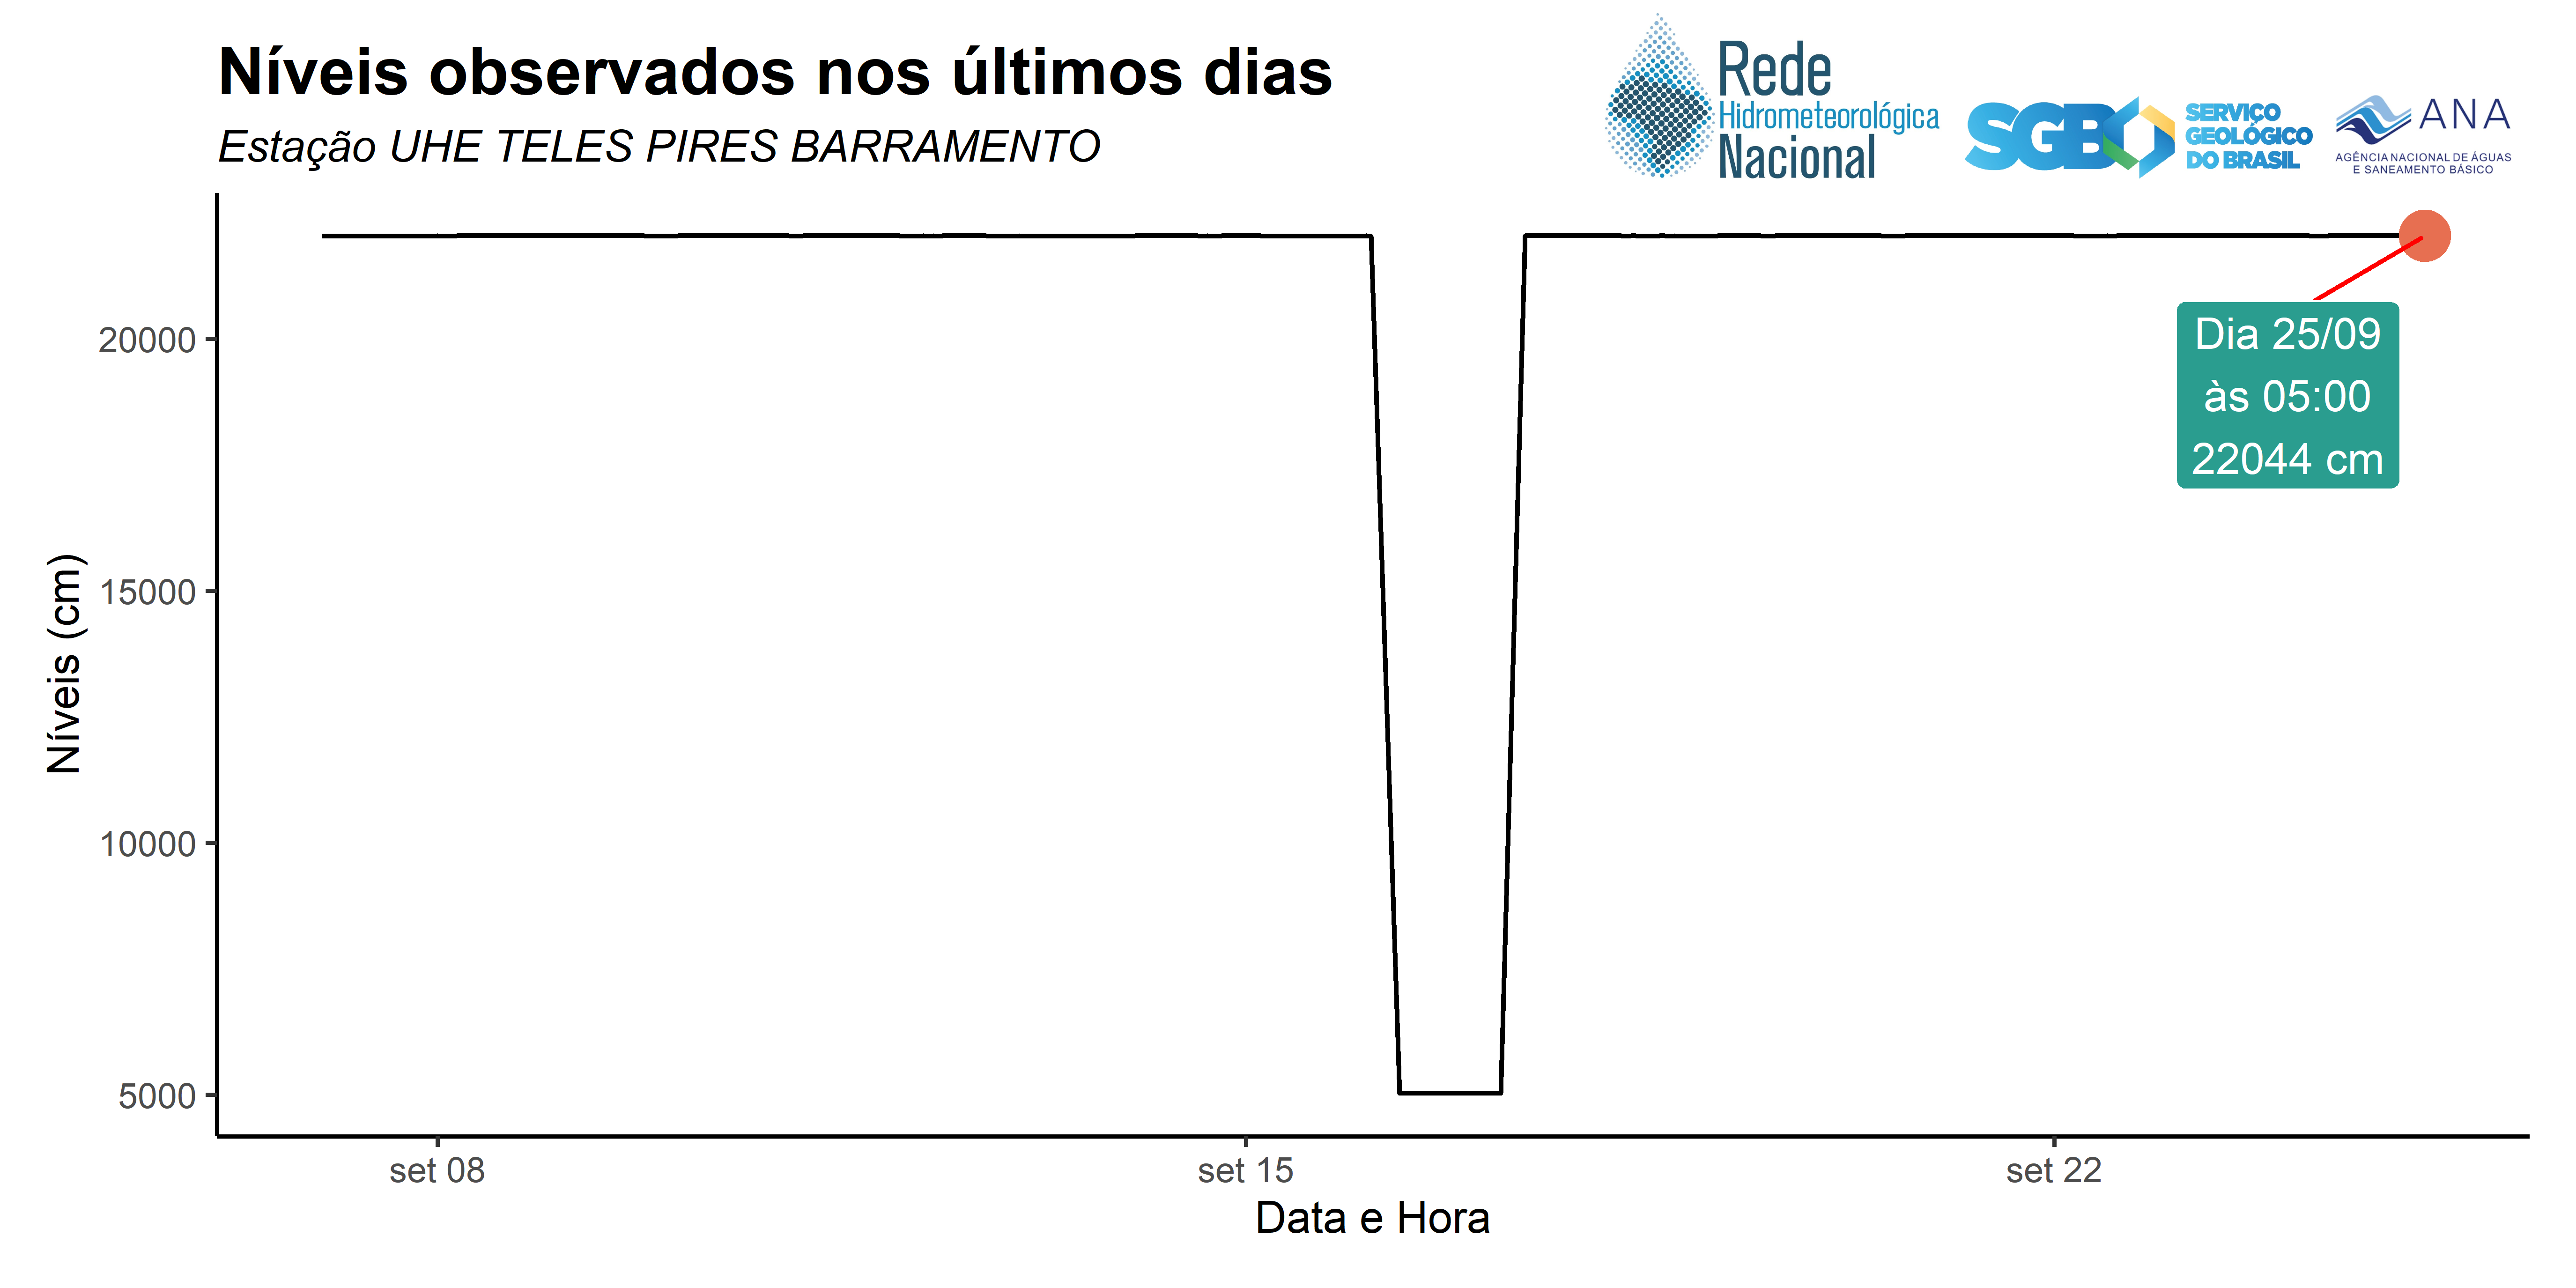 Níveis observados nos últimos dias
Estação UHE TELES PIRES BARRAMENTO
Rede
Hidrometeorológica
Nacional
SGB
SERVIÇO
GEOLÓGICO
DO BRASIL
ANA
AGÊNCIA NACIONAL DE ÁGUAS
E SANEAMENTO BÁSICO
Dia 25/09
às 05:00
22044 cm
Níveis (cm)
20000
15000
10000
5000
set 08
set 15
set 22
Data e Hora